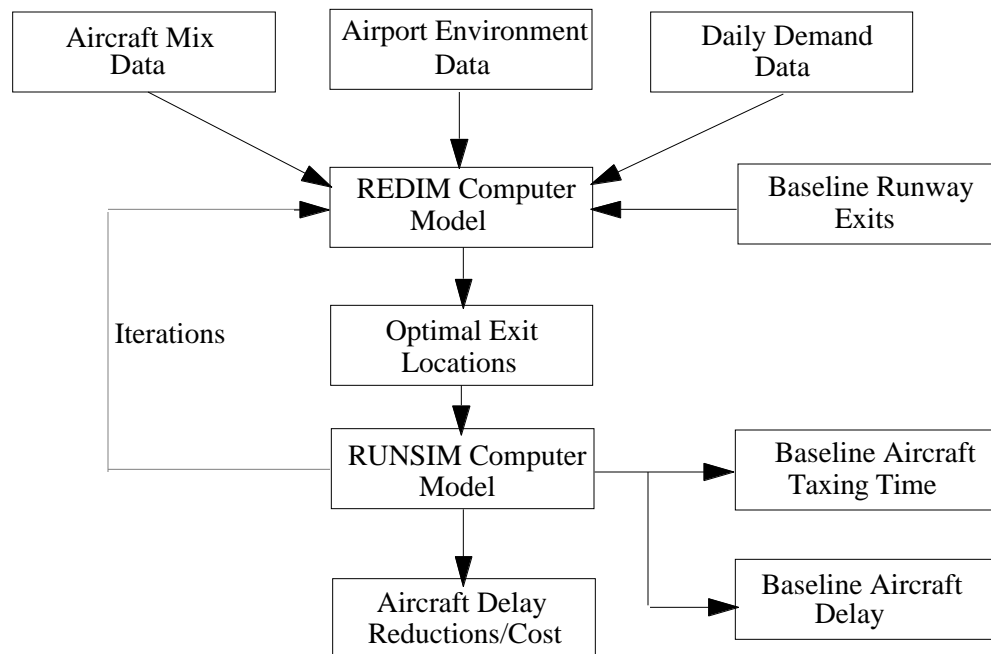 Aircraft Mix
Data
Airport Environment
Data
Daily Demand
Data
REDIM Computer
Model
Baseline Runway
Exits
Iterations
Optimal Exit
Locations
RUNSIM Computer
Model
Baseline Aircraft
Taxing Time
Aircraft Delay
Reductions/Cost
Baseline Aircraft
Delay